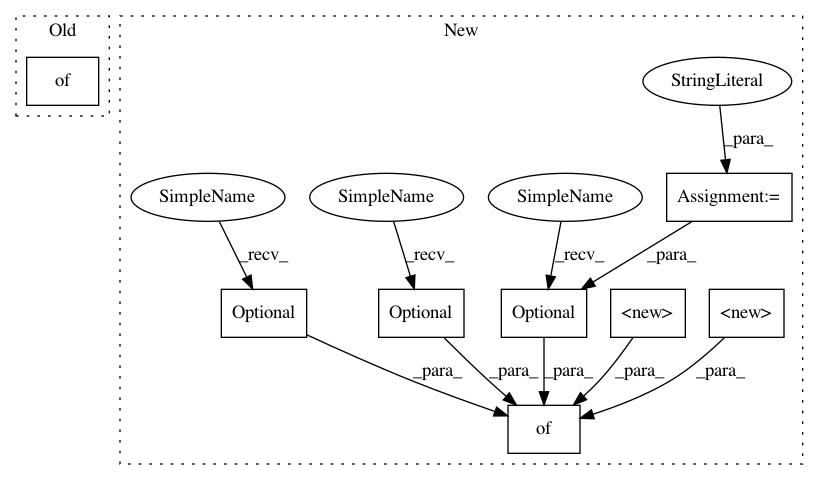 Old
New
of
StringLiteral
_para_
SimpleName
SimpleName
SimpleName
Assignment:=
_recv_
_recv_
_recv_
_para_
Optional
Optional
Optional
<new>
<new>
_para_
_para_
_para_
_para_
_para_
of